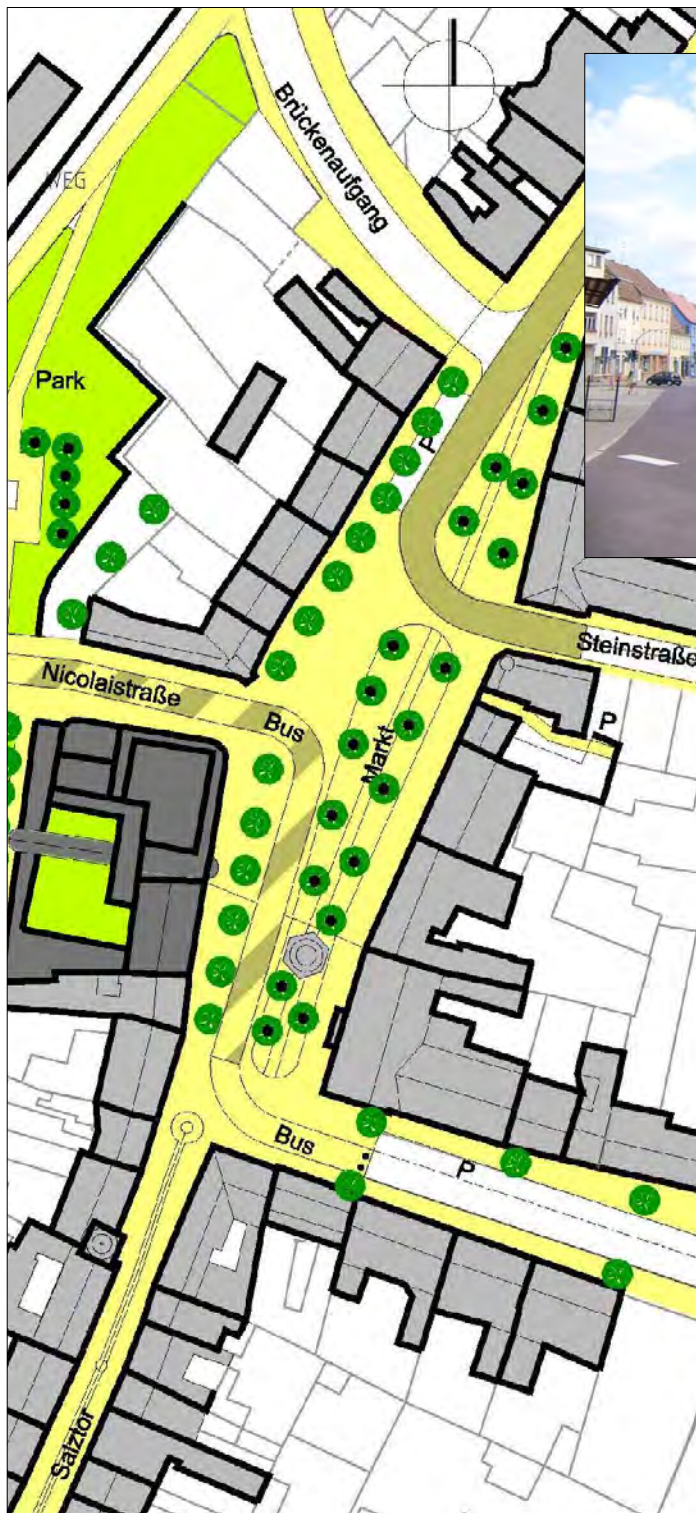 Brückenaufgang
WEG
Park
P
Steinstraße
Nicolaistraße
Bus
P
Markt
Bus
P
Salztor